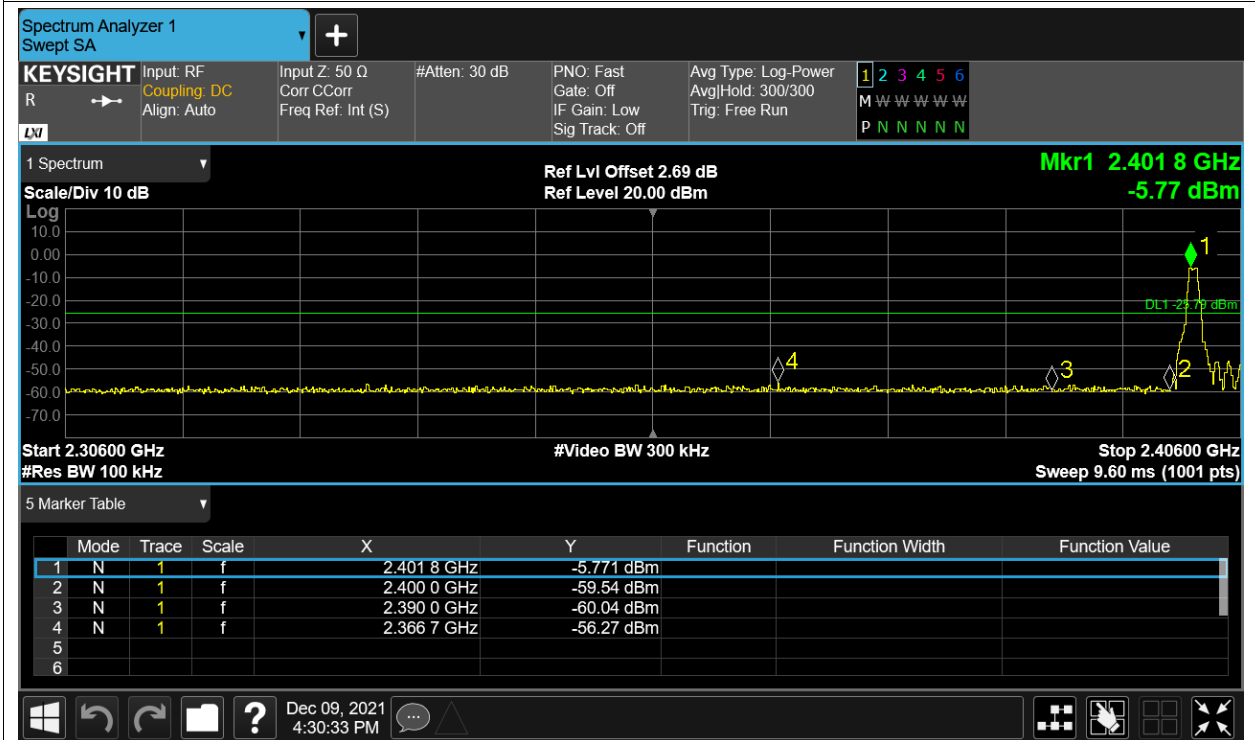 Spectrum Analyzer 1
Swept SA
KEYSIGHT Input: RF Input Z: 50 Ω #Atten: 30 dB PNO: Fast Avg Type: Log-Power 1 2 3 4 5 6
R Coupling: DC Corr CCorr Gate: Off Avg|Hold: 300/300 M W W W W W
Align: Auto Freq Ref: Int (S) IF Gain: Low Trig: Free Run
LXI Sig Track: Off P N N N N N
1 Spectrum Ref Lvl Offset 2.69 dB Mkr1 2.401 8 GHz
Scale/Div 10 dB Ref Level 20.00 dBm -5.77 dBm
Log
10.0
0.00 1
-10.0
-20.0 DL1 -25.79 dBm
-30.0
-40.0
-50.0 4 3 2
-60.0
-70.0
Start 2.30600 GHz #Video BW 300 kHz Stop 2.40600 GHz
#Res BW 100 kHz Sweep 9.60 ms (1001 pts)
5 Marker Table
Mode Trace Scale X Y Function Function Width Function Value
1 N 1 f 2.401 8 GHz -5.771 dBm
2 N 1 f 2.400 0 GHz -59.54 dBm
3 N 1 f 2.390 0 GHz -60.04 dBm
4 N 1 f 2.366 7 GHz -56.27 dBm
5
6
? Dec 09, 2021
4:30:33 PM